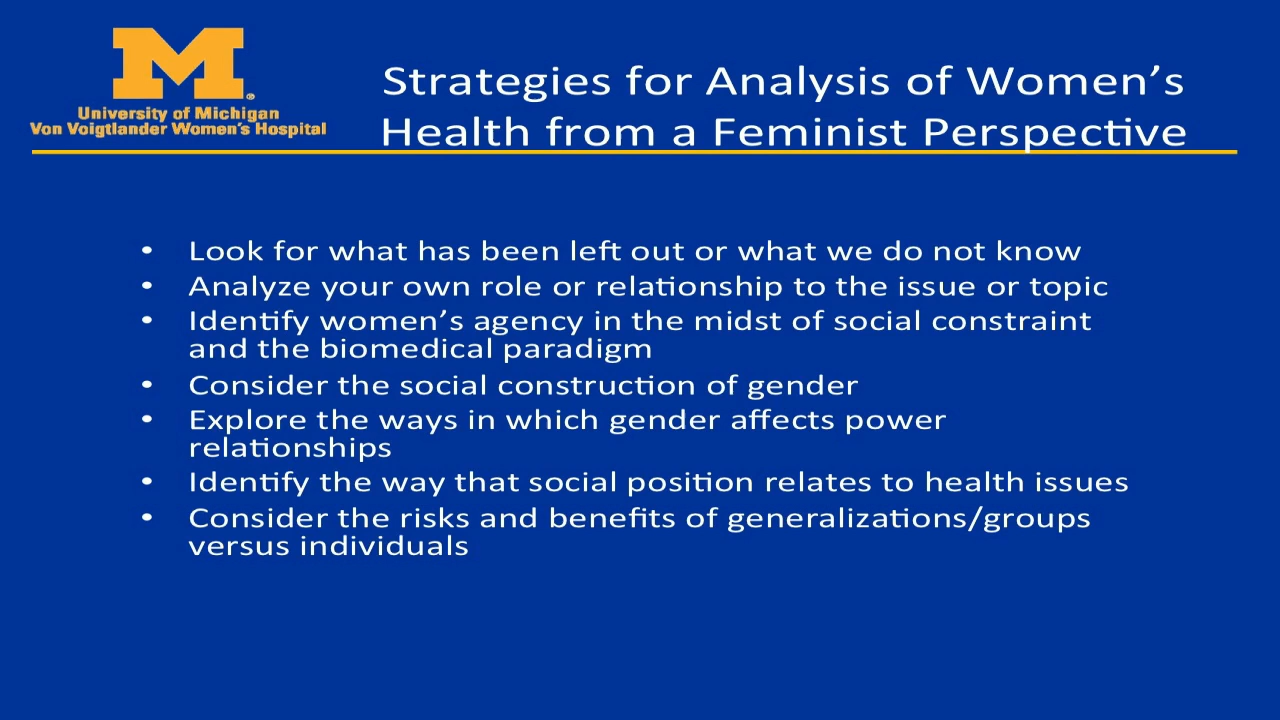 M
University of Michigan
Von Voigtlander Women's Hospital
Strategies for Analysis of Women’s
Health from a Feminist Perspective
• Look for what has been left out or what we do not know
• Analyze your own role or relationship to the issue or topic
• Identify women’s agency in the midst of social constraint
and the biomedical paradigm
• Consider the social construction of gender
• Explore the ways in which gender affects power
relationships
• Identify the way that social position relates to health issues
• Consider the risks and benefits of generalizations/groups
versus individuals